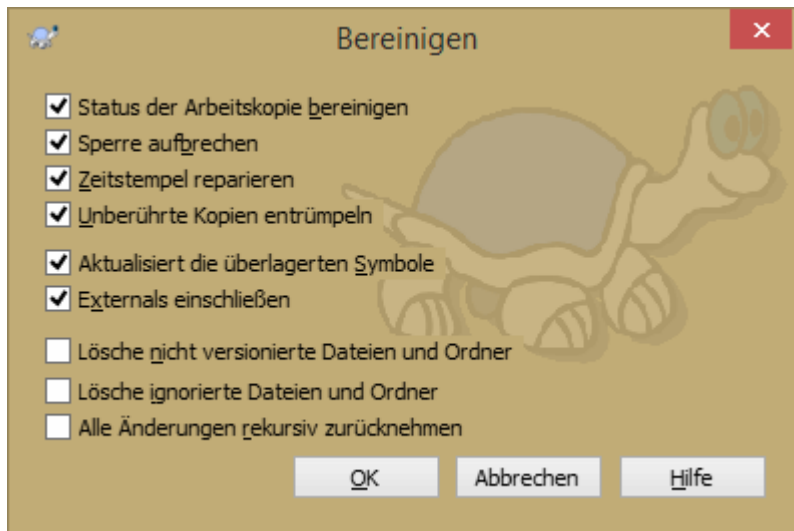 Bereinigen
Status der Arbeitskopie bereinigen
Sperre aufbrechen
Zeitstempel reparieren
Unberührte Kopien entrümpeln
Aktualisiert die überlagerten Symbole
Externals einschließen
Lösche nicht versionierte Dateien und Ordner
Lösche ignorierte Dateien und Ordner
Alle Änderungen rekursiv zurücknehmen
OK Abbrechen Hilfe